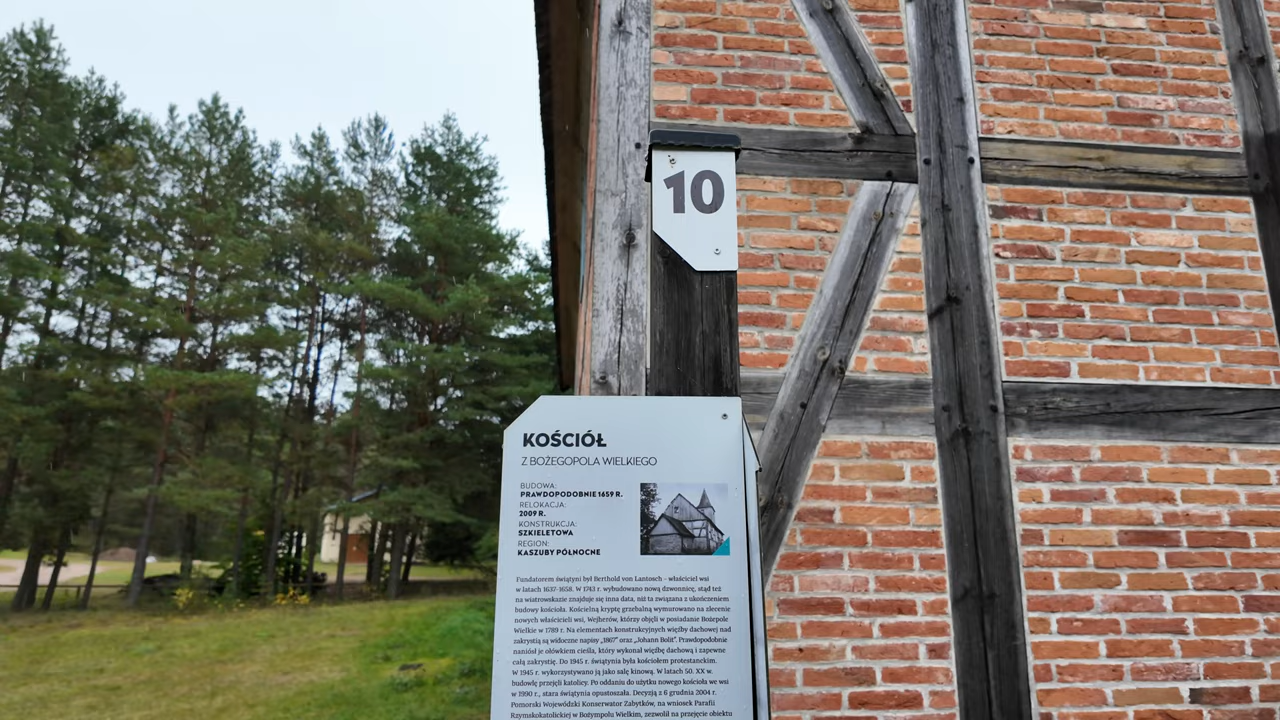 10
KOŚCIÓŁ
Z BOŻEGOPOLA WIELKIEGO
BUDOWA:
PRAWDOPODOBNIE 1659 R.
RELOKACJA:
2009 R.
KONSTRUKCJA:
SZKIELETOWA
REGION:
KASZUBY PÓŁNOCNE
Fundatorem świątyni był Berthold von Lantosch – właściciel wsi
w latach 1637-1658. W 1743 r. wybudowano nową dzwonnicę, stąd też
na wiatrowskazie znajduje się inna data, niż ta związana z ukończeniem
budowy kościoła. Kościelną kryptę grzebalną wymurowano na zlecenie
nowych właścicieli wsi, Wejherów, którzy objęli w posiadanie Bożepole
Wielkie w 1789 r. Na elementach konstrukcyjnych więźby dachowej nad
zakrystią są widoczne napisy „1867” oraz „Johann Bolit”. Prawdopodobnie
naniósł je ołówkiem cieśla, który wykonał więźbę dachową i zapewne
całą zakrystię. Do 1945 r. świątynia była kościołem protestanckim.
W 1945 r. wykorzystywano ją jako salę kinową. W latach 50. XX w.
budowlę przejęli katolicy. Po oddaniu do użytku nowego kościoła we wsi
w 1990 r., stara świątynia opustoszała. Decyzją z 6 grudnia 2004 r.
Pomorski Wojewódzki Konserwator Zabytków, na wniosek Parafii
Rzymskokatolickiej w Bożympolu Wielkim, zezwolił na przejęcie obiektu